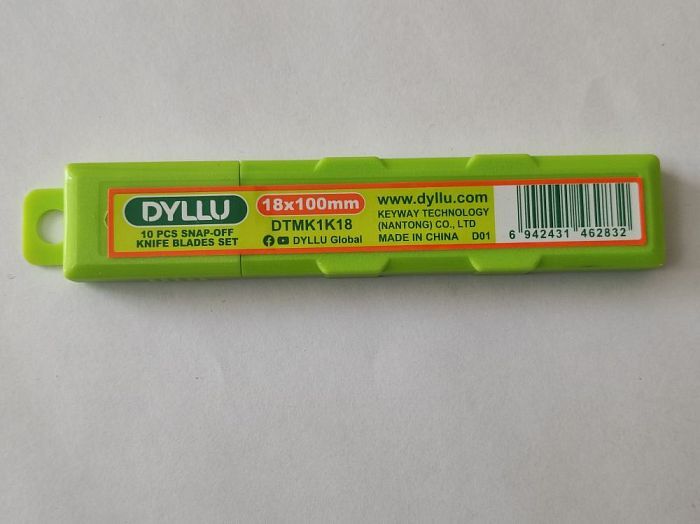 DYLLU
10 PCS SNAP-OFF
KNIFE BLADES SET
18x100mm
DTMK1K18
DYLLU Global
www.dyllu.com
KEYWAY TECHNOLOGY
(NANTONG) CO., LTD
MADE IN CHINA D01
6 942431 462832